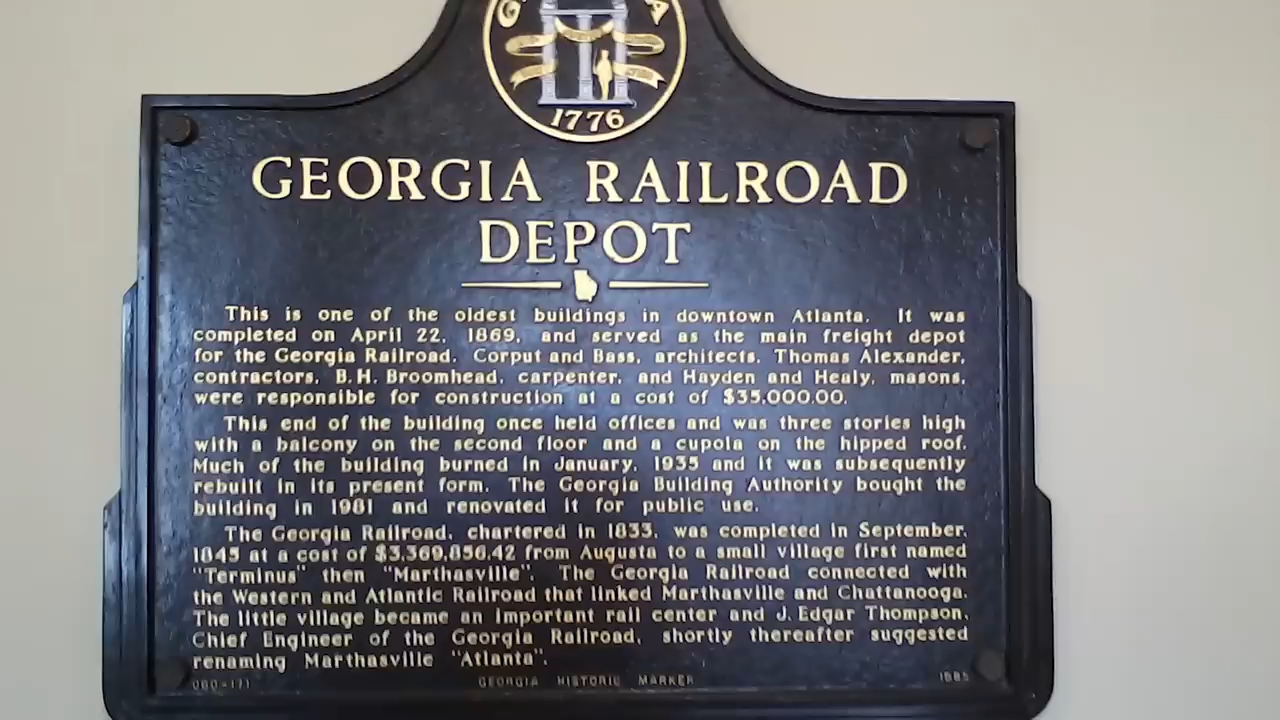 1776
GEORGIA RAILROAD
DEPOT
This is one of the oldest buildings in downtown Atlanta. It was
completed on April 22, 1869, and served as the main freight depot
for the Georgia Railroad. Corput and Bass, architects, Thomas Alexander,
contractors, B.H. Broomhead, carpenter, and Hayden and Healy, masons,
were responsible for construction at a cost of $35,000.00.
This end of the building once held offices and was three stories high
with a balcony on the second floor and a cupola on the hipped roof.
Much of the building burned in January, 1935 and it was subsequently
rebuilt in its present form. The Georgia Building Authority bought the
building in 1981 and renovated it for public use.
The Georgia Railroad, chartered in 1833, was completed in September,
1845 at a cost of $3,369,856.42 from Augusta to a small village first named
"Terminus" then "Marthasville". The Georgia Railroad connected with
the Western and Atlantic Railroad that linked Marthasville and Chattanooga.
The little village became an important rail center and J. Edgar Thompson,
Chief Engineer of the Georgia Railroad, shortly thereafter suggested
renaming Marthasville "Atlanta".
060-171 GEORGIA HISTORIC MARKER 1985